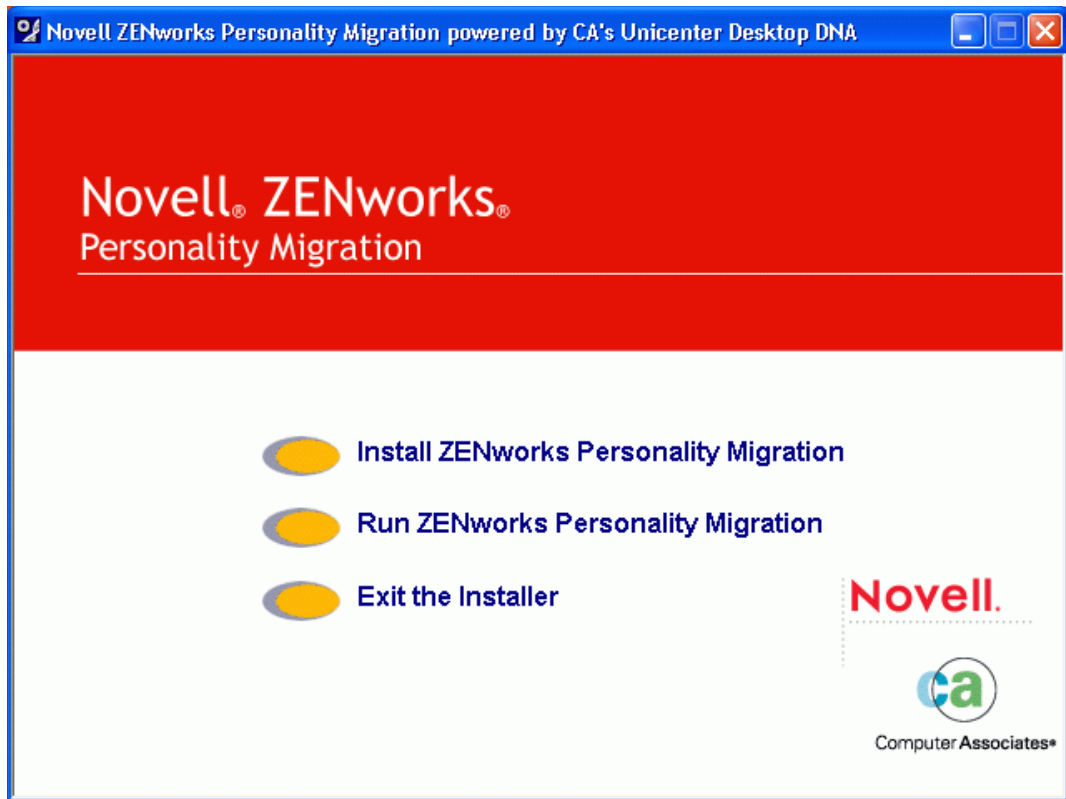 Novell ZENworks Personality Migration powered by CA's Unicenter Desktop DNA
Novell® ZENworks®
Personality Migration
Install ZENworks Personality Migration
Run ZENworks Personality Migration
Exit the Installer
Novell.
ca
Computer Associates®